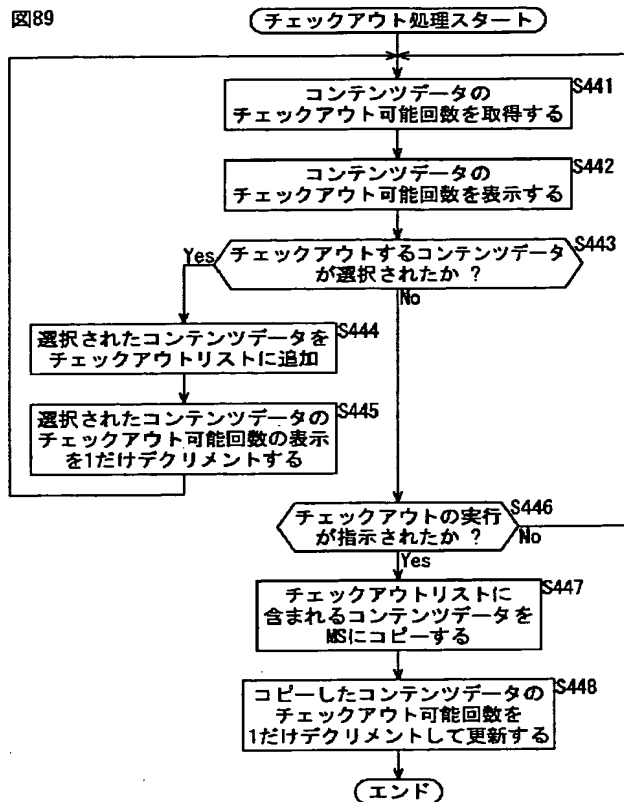 図89
チェックアウト処理スタート
S441
コンテンツデータの
チェックアウト可能回数を取得する
S442
コンテンツデータの
チェックアウト可能回数を表示する
S443
チェックアウトするコンテンツデータ
が選択されたか ?
Yes
No
S444
選択されたコンテンツデータを
チェックアウトリストに追加
S445
選択されたコンテンツデータの
チェックアウト可能回数の表示
を1だけデクリメントする
S446
チェックアウトの実行
が指示されたか ?
No
Yes
S447
チェックアウトリストに
含まれるコンテンツデータを
MSにコピーする
S448
コピーしたコンテンツデータの
チェックアウト可能回数を
1だけデクリメントして更新する
エンド